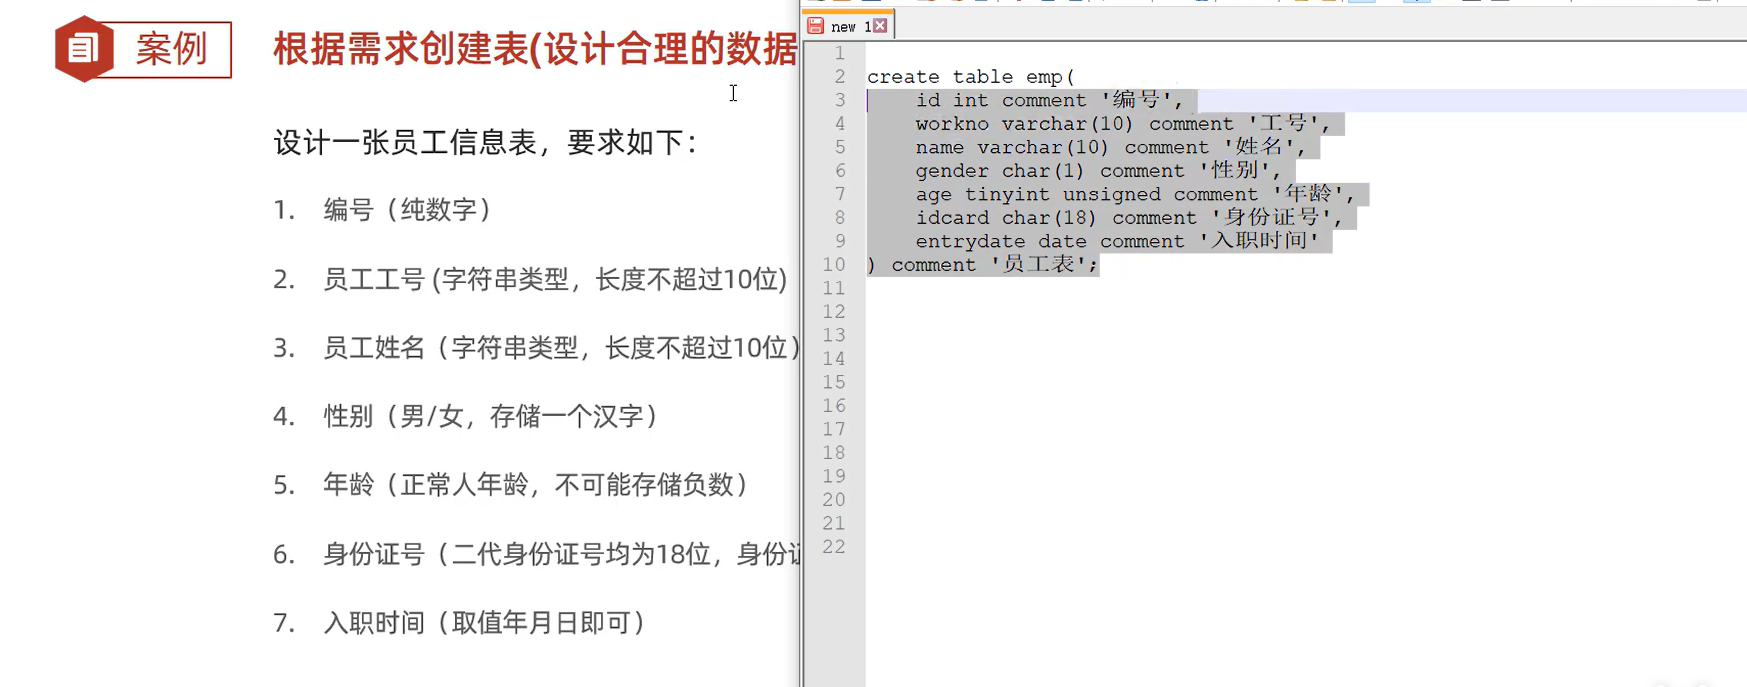 案例
根据需求创建表(设计合理的数据
设计一张员工信息表，要求如下：
1. 编号（纯数字）
2. 员工工号 (字符串类型，长度不超过10位)
3. 员工姓名（字符串类型，长度不超过10位）
4. 性别（男/女，存储一个汉字）
5. 年龄（正常人年龄，不可能存储负数）
6. 身份证号（二代身份证号均为18位，身份证
7. 入职时间（取值年月日即可）
new 1
1
2 create table emp(
3 id int comment '编号',
4 workno varchar(10) comment '工号',
5 name varchar(10) comment '姓名',
6 gender char(1) comment '性别',
7 age tinyint unsigned comment '年龄',
8 idcard char(18) comment '身份证号',
9 entrydate date comment '入职时间'
10 ) comment '员工表';
11
12
13
14
15
16
17
18
19
20
21
22